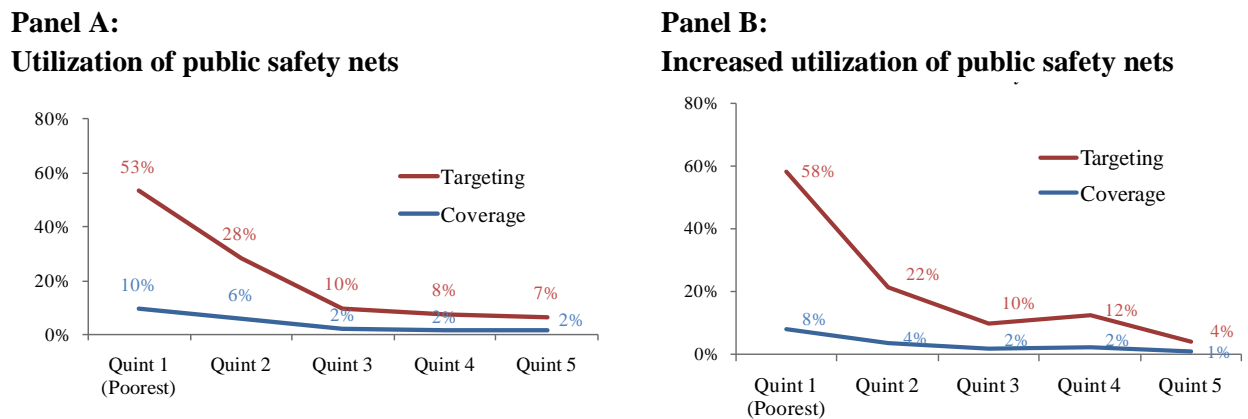 Panel A:
Utilization of public safety nets
80%
60%
40%
20%
0%
53%
28%
10%
8%
7%
10%
6%
2%
2%
2%
Targeting
Coverage
Quint 1
(Poorest)
Quint 2
Quint 3
Quint 4
Quint 5
Panel B:
Increased utilization of public safety nets
80%
60%
40%
20%
0%
58%
22%
10%
12%
4%
8%
4%
2%
2%
1%
Targeting
Coverage
Quint 1
(Poorest)
Quint 2
Quint 3
Quint 4
Quint 5